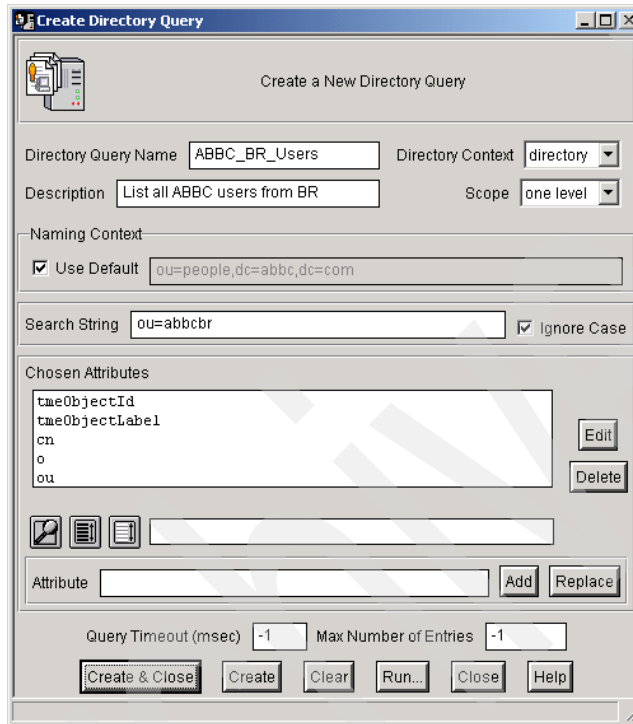 Create Directory Query
Create a New Directory Query
Directory Query Name ABBC_BR_Users Directory Context directory
Description List all ABBC users from BR Scope one level
Naming Context
Use Default ou=people,dc=abbc,dc=com
Search String ou=abbcbr Ignore Case
Chosen Attributes
tmeObjectId
tmeObjectLabel
cn
o
ou
Edit
Delete
Attribute Add Replace
Query Timeout (msec) -1 Max Number of Entries -1
Create & Close Create Clear Run... Close Help